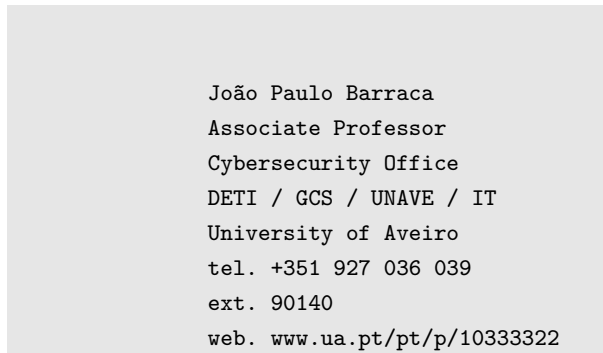 João Paulo Barraca
Associate Professor
Cybersecurity Office
DETI / GCS / UNAVE / IT
University of Aveiro
tel. +351 927 036 039
ext. 90140
web. www.ua.pt/pt/p/10333322